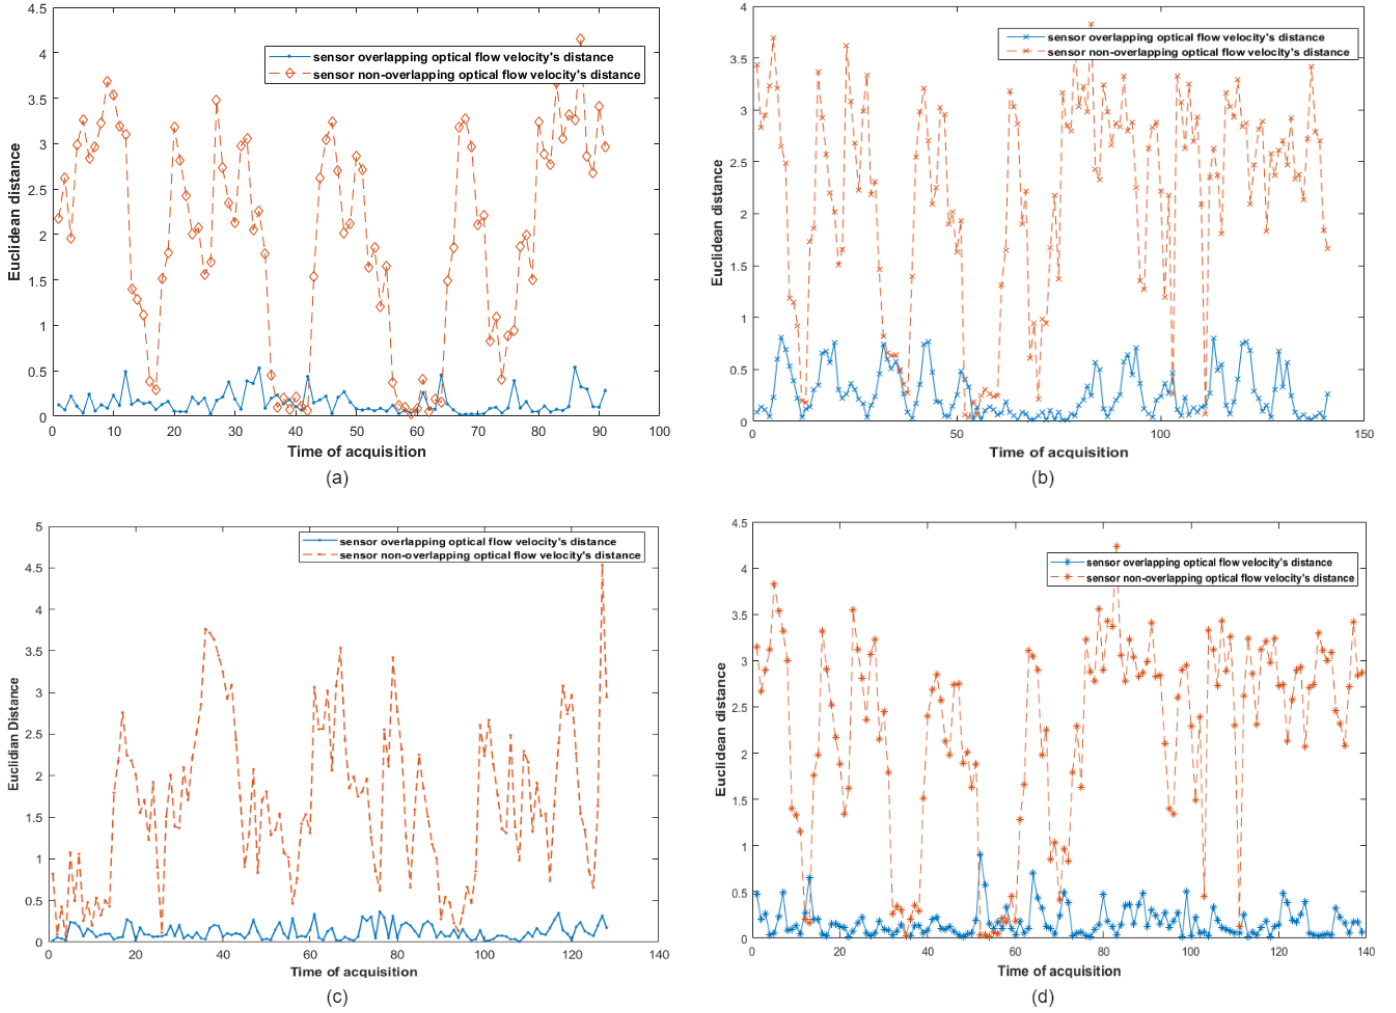 4.5
4
3.5
3
2.5
2
1.5
1
0.5
0
Euclidean distance
sensor overlapping optical flow velocity's distance
sensor non-overlapping optical flow velocity's distance
0 10 20 30 40 50 60 70 80 90 100
Time of acquisition
(a)
4
3.5
3
2.5
2
1.5
1
0.5
0
Euclidean distance
sensor overlapping optical flow velocity's distance
sensor non-overlapping optical flow velocity's distance
0 50 100 150
Time of acquisition
(b)
5
4.5
4
3.5
3
2.5
2
1.5
1
0.5
0
Euclidian Distance
sensor overlapping optical flow velocity's distance
sensor non-overlapping optical flow velocity's distance
0 20 40 60 80 100 120 140
Time of acquisition
(c)
4.5
4
3.5
3
2.5
2
1.5
1
0.5
0
Euclidean distance
sensor overlapping optical flow velocity's distance
sensor non-overlapping optical flow velocity's distance
0 20 40 60 80 100 120 140
Time of acquisition
(d)